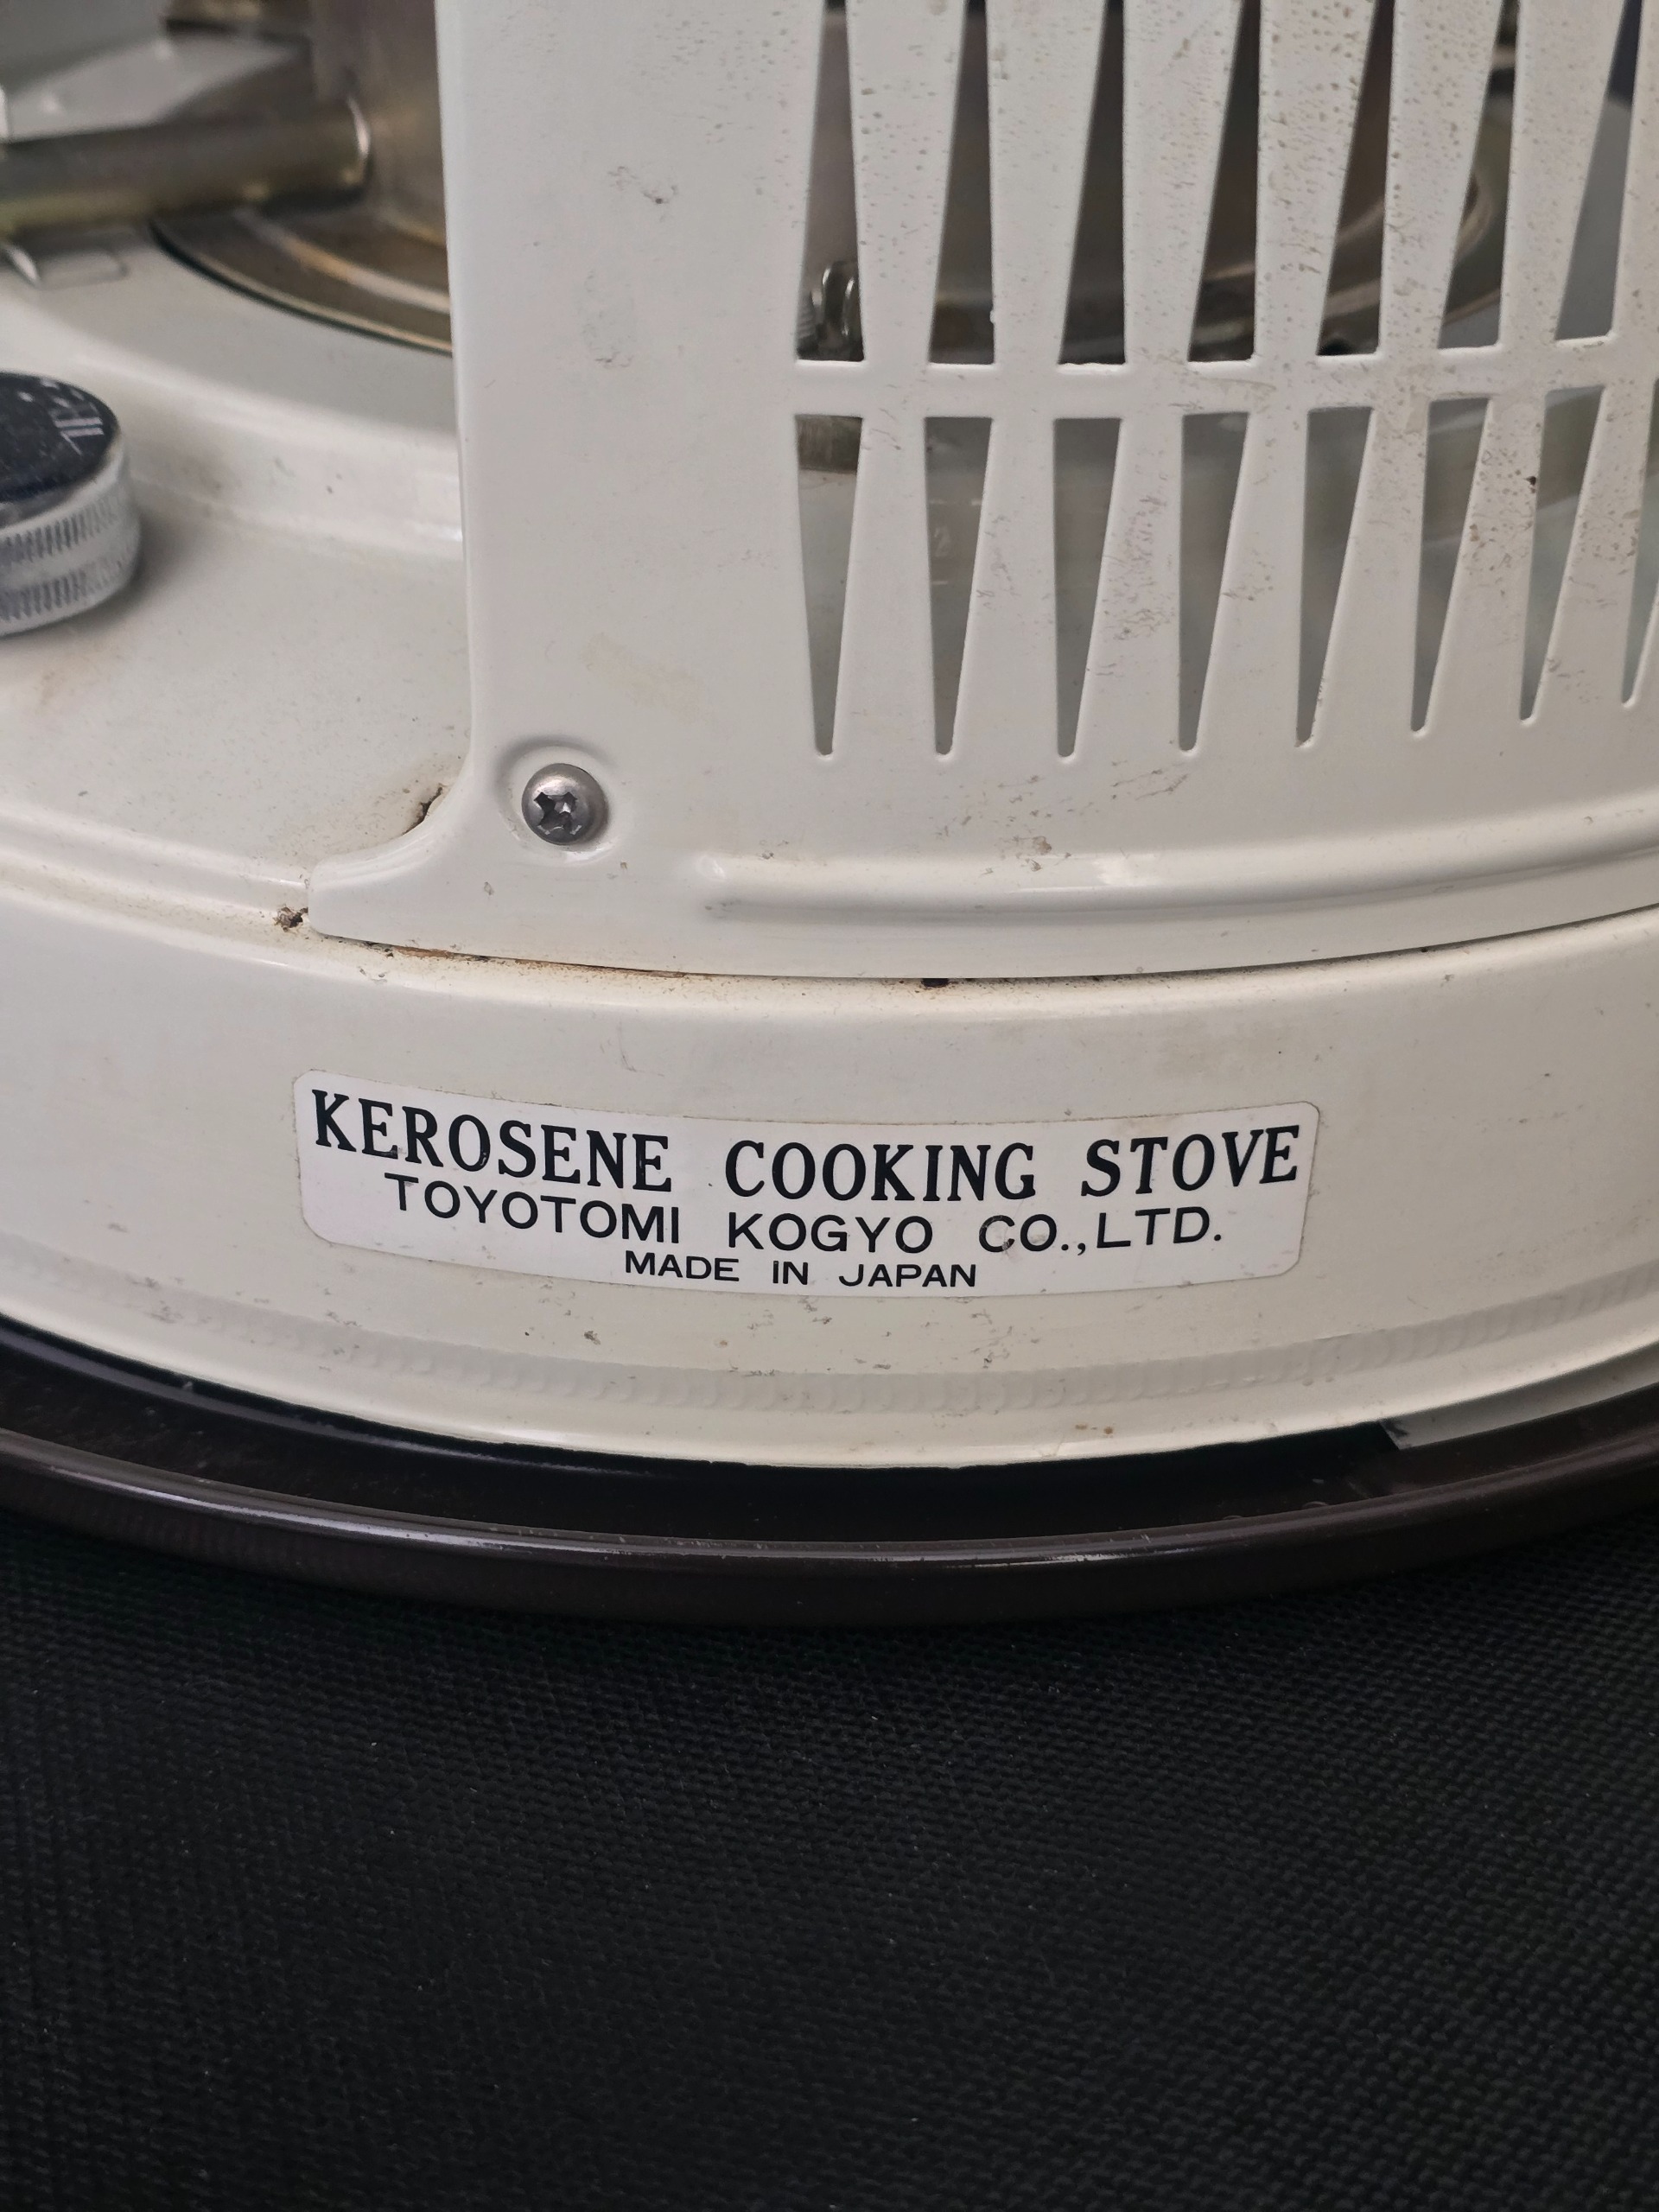 KEROSENE COOKING STOVE
TOYOTOMI KOGYO CO.,LTD.
MADE IN JAPAN